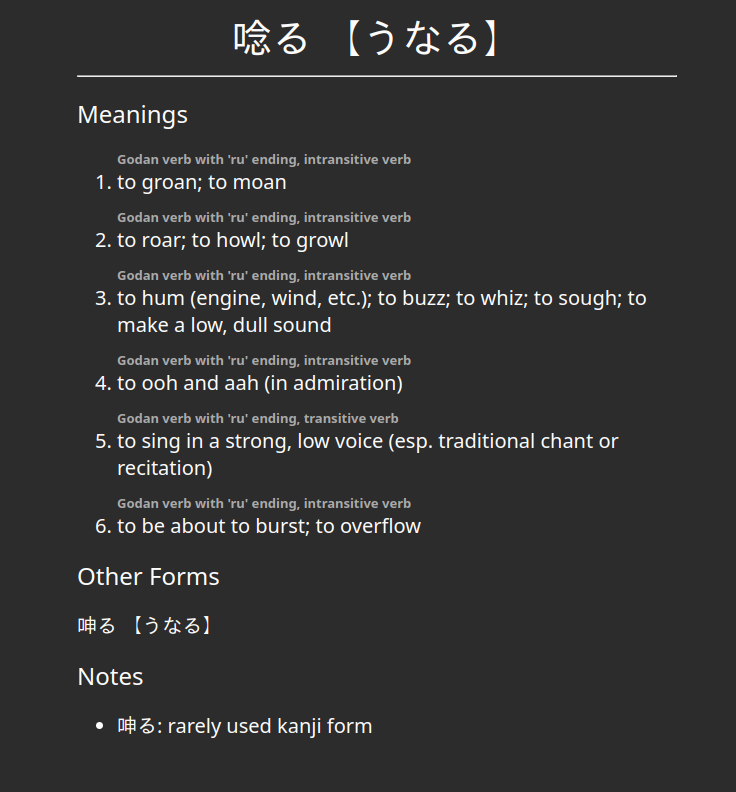 唸る 【うなる】
Meanings
Godan verb with 'ru' ending, intransitive verb
1. to groan; to moan
Godan verb with 'ru' ending, intransitive verb
2. to roar; to howl; to growl
Godan verb with 'ru' ending, intransitive verb
3. to hum (engine, wind, etc.); to buzz; to whiz; to sough; to
make a low, dull sound
Godan verb with 'ru' ending, intransitive verb
4. to ooh and aah (in admiration)
Godan verb with 'ru' ending, transitive verb
5. to sing in a strong, low voice (esp. traditional chant or
recitation)
Godan verb with 'ru' ending, intransitive verb
6. to be about to burst; to overflow
Other Forms
呻る 【うなる】
Notes
• 呻る: rarely used kanji form